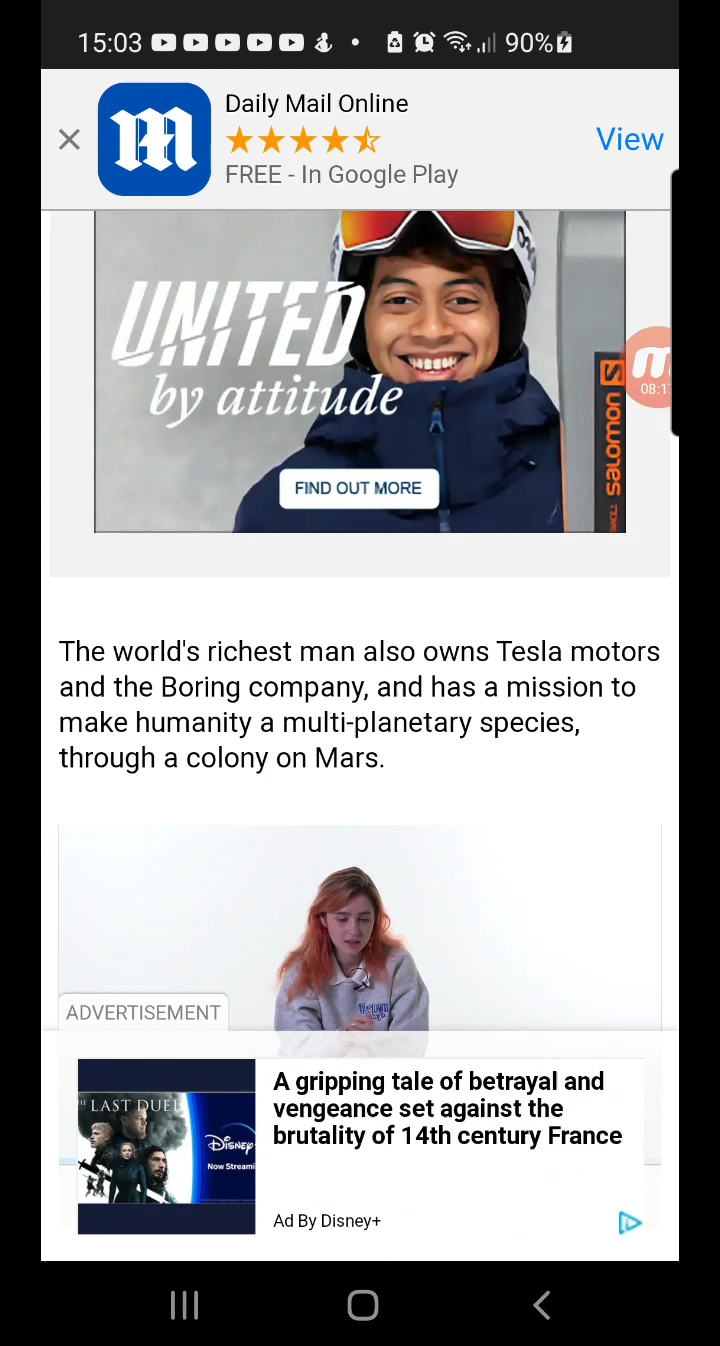 15:03
90%
Daily Mail Online
FREE - In Google Play
View
UNITED
by attitude
FIND OUT MORE
SALOMON
08:1
The world's richest man also owns Tesla motors
and the Boring company, and has a mission to
make humanity a multi-planetary species,
through a colony on Mars.
ADVERTISEMENT
A gripping tale of betrayal and
vengeance set against the
brutality of 14th century France
LAST DUEL
Disney
Now Streami
Ad By Disney+